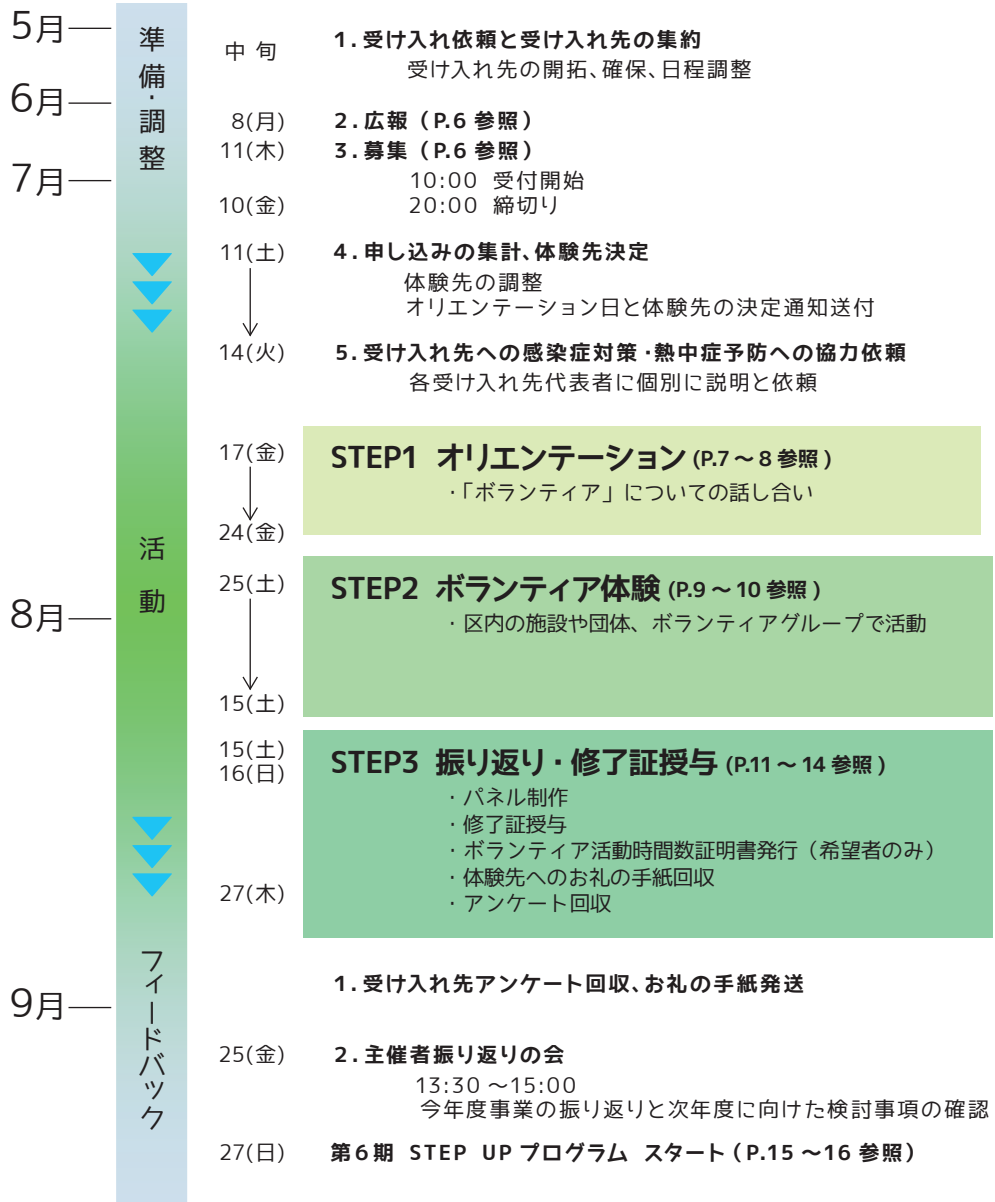 5月
準備・調整
中旬
1.受け入れ依頼と受け入れ先の集約
受け入れ先の開拓、確保、日程調整
6月
8(月)
2.広報（P.6 参照）
11(木)
3.募集（P.6 参照）
10:00 受付開始
7月
10(金)
20:00 締切り
11(土)
4.申し込みの集計、体験先決定
体験先の調整
オリエンテーション日と体験先の決定通知送付
14(火)
5.受け入れ先への感染症対策・熱中症予防への協力依頼
各受け入れ先代表者に個別に説明と依頼
活動
17(金)
STEP1 オリエンテーション (P.7～8 参照)
・「ボランティア」についての話し合い
24(金)
25(土)
STEP2 ボランティア体験 (P.9～10 参照)
・区内の施設や団体、ボランティアグループで活動
8月
15(土)
15(土)
16(日)
STEP3 振り返り・修了証授与 (P.11～14 参照)
・パネル制作
・修了証授与
・ボランティア活動時間数証明書発行（希望者のみ）
・体験先へのお礼の手紙回収
27(木)
・アンケート回収
フィードバック
1.受け入れ先アンケート回収、お礼の手紙発送
9月
25(金)
2.主催者振り返りの会
13:30～15:00
今年度事業の振り返りと次年度に向けた検討事項の確認
27(日)
第6期 STEP UP プログラム スタート（P.15～16 参照）